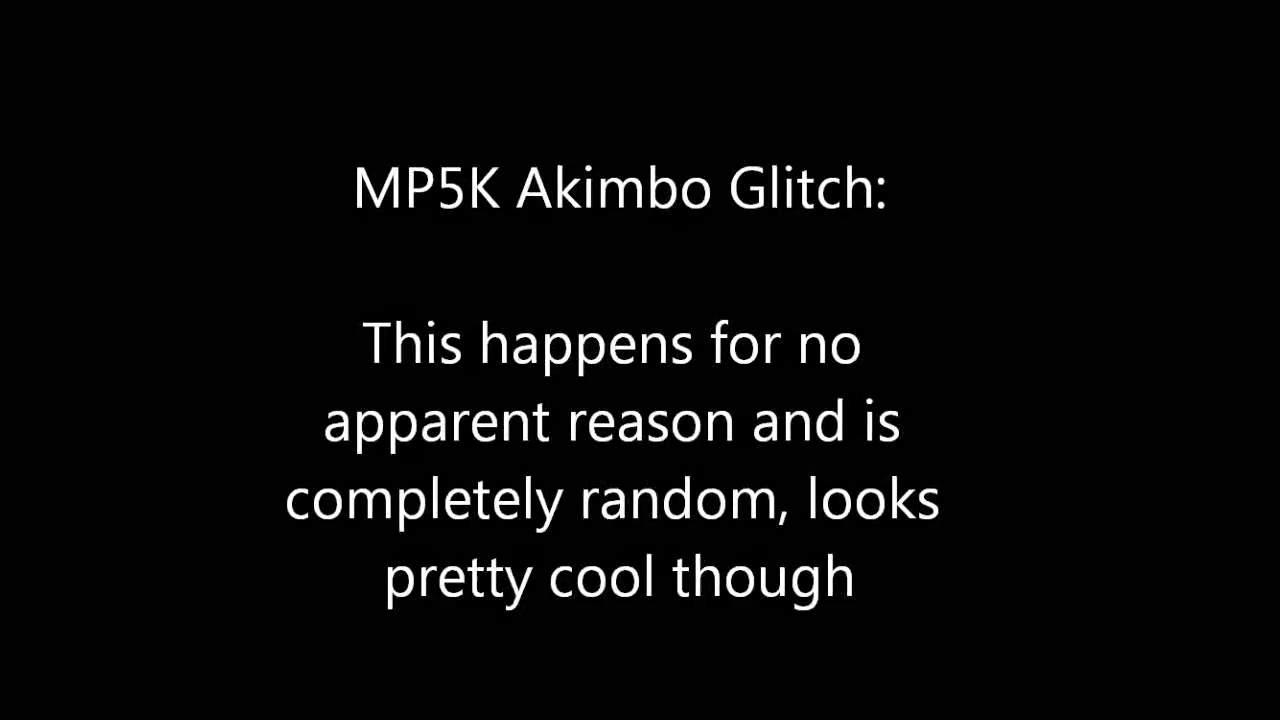 MP5K Akimbo Glitch:
This happens for no
apparent reason and is
completely random, looks
pretty cool though